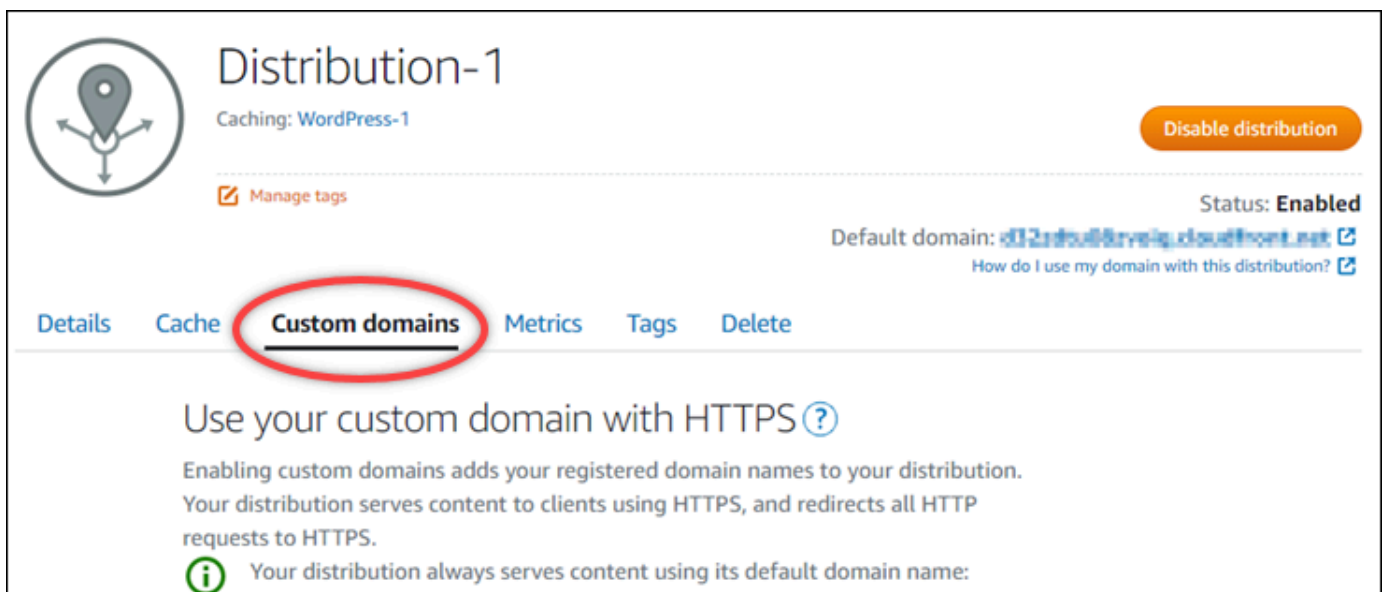 Distribution-1
Caching: WordPress-1
Disable distribution
Manage tags
Status: Enabled
Default domain:
How do I use my domain with this distribution?
Details Cache Custom domains Metrics Tags Delete
Use your custom domain with HTTPS ?
Enabling custom domains adds your registered domain names to your distribution.
Your distribution serves content to clients using HTTPS, and redirects all HTTP
requests to HTTPS.
Your distribution always serves content using its default domain name: